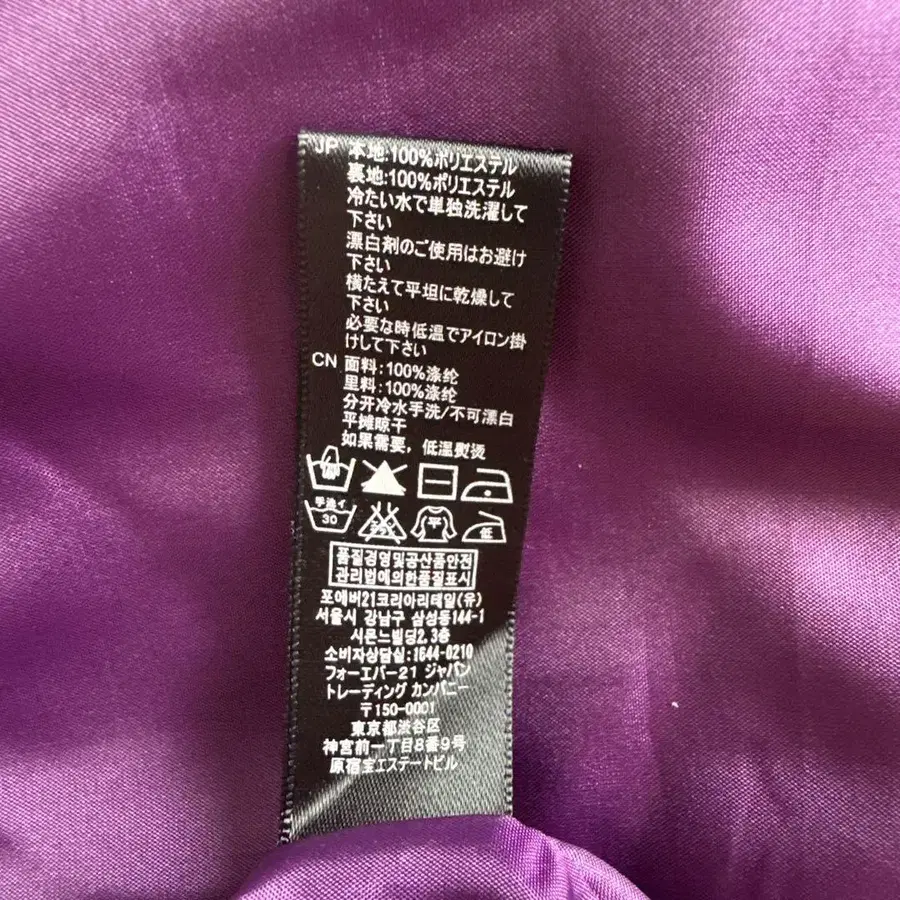 JP 本地:100%ポリエステル
裏地:100%ポリエステル
冷たい水で単独洗濯して
下さい
漂白剤のご使用はお避け
下さい
横たえて平坦に乾燥して
下さい
必要な時低温でアイロン掛
けして下さい
CN 面料:100%涤纶
里料:100%涤纶
分开冷水手洗/不可漂白
平摊晾干
如果需要，低温熨烫
手洗イ
30 平 低
품질경영및공산품안전
관리법에의한품질표시
포에버21코리아리테일(유)
서울시 강남구 삼성동144-1
시몬느빌딩2,3층
소비자상담실:1644-0210
フォーエバー21 ジャパン
トレーディング カンパニー
〒150-0001
東京都渋谷区
神宮前一丁目8番9号
原宿宝エステートビル